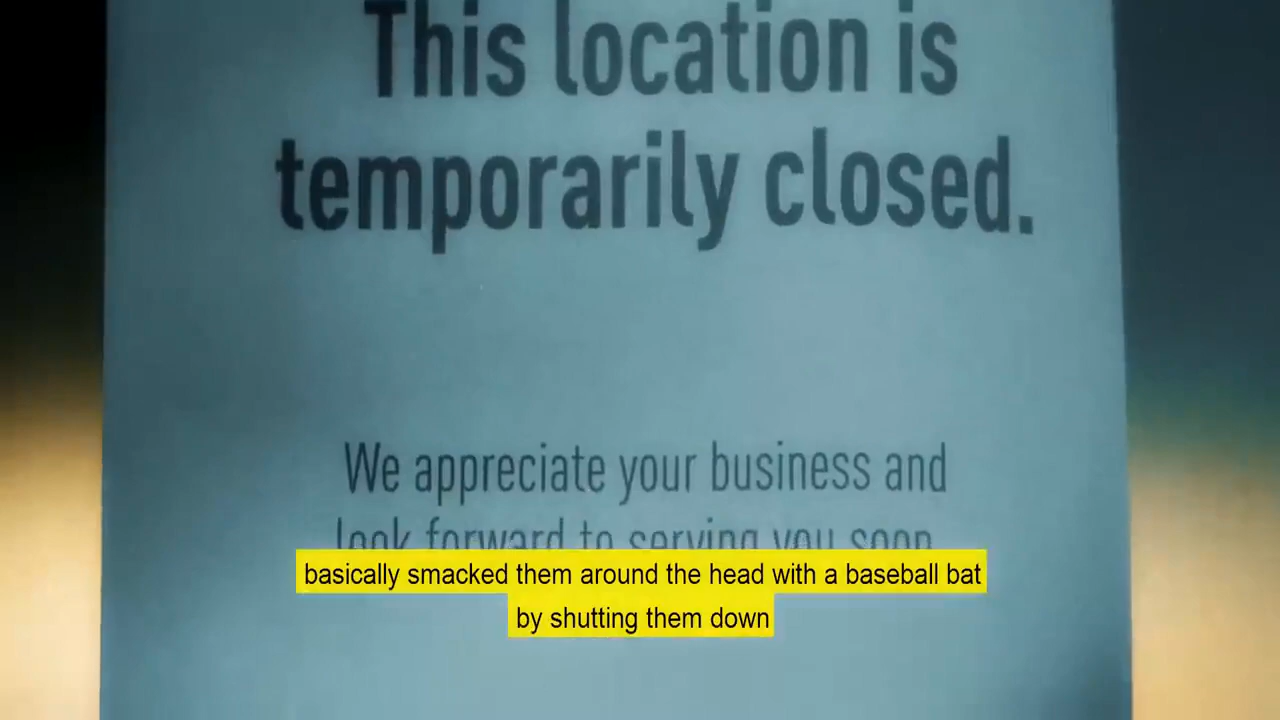 This location is
temporarily closed.
We appreciate your business and
look forward to serving you soon
basically smacked them around the head with a baseball bat
by shutting them down